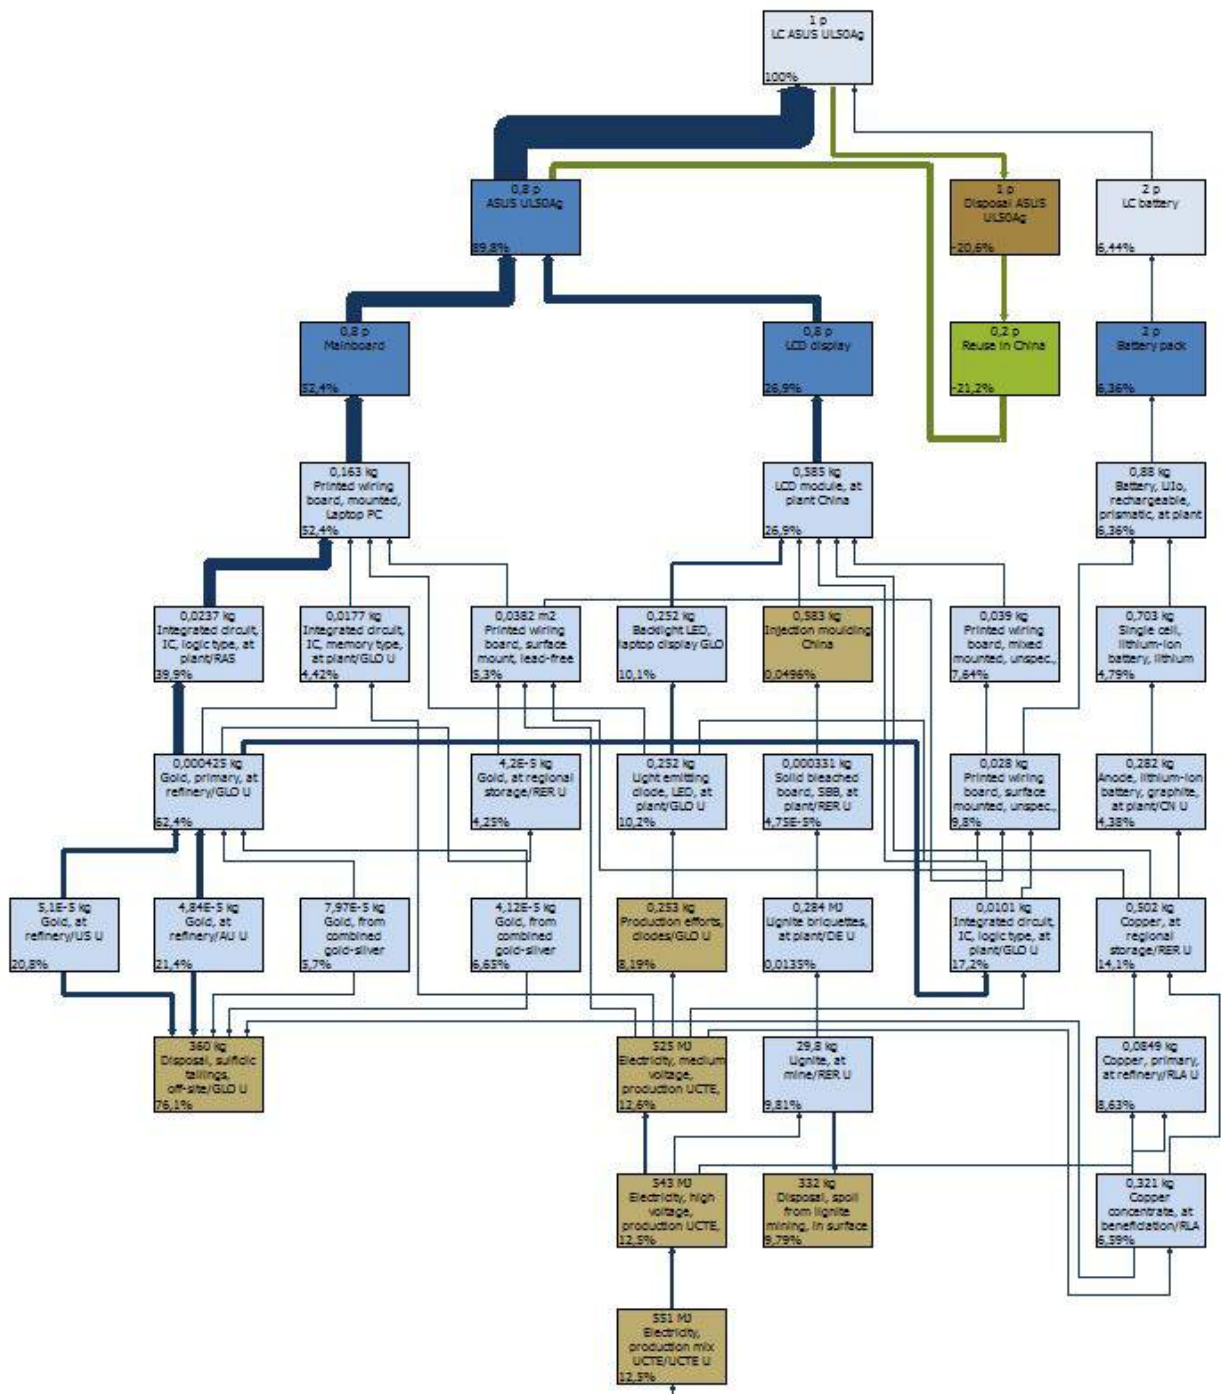 1 p
LC ASUS UL50Ag
100%
0,8 p
ASUS UL50Ag
89,8%
1 p
Disposal ASUS
UL50Ag
-20,6%
2 p
LC battery
6,44%
0,8 p
Mainboard
52,4%
0,8 p
LCD display
26,9%
0,2 p
Reuse in China
-21,2%
2 p
Battery pack
6,36%
0,163 kg
Printed wiring
board, mounted,
Laptop PC
52,4%
0,585 kg
LCD module, at
plant China
26,9%
0,88 kg
Battery, LiIo,
rechargeable,
prismatic, at plant
6,36%
0,0237 kg
Integrated circuit,
IC, logic type, at
plant/RAS
39,9%
0,0177 kg
Integrated circuit,
IC, memory type,
at plant/GLO U
4,42%
0,0382 m2
Printed wiring
board, surface
mount, lead-free
5,3%
0,252 kg
Backlight LED,
laptop display GLO
10,1%
0,583 kg
Injection moulding
China
0,0496%
0,039 kg
Printed wiring
board, mixed
mounted, unspec.,
7,64%
0,703 kg
Single cell,
lithium-ion
battery, lithium
4,79%
0,000425 kg
Gold, primary, at
refinery/GLO U
62,4%
4,2E-5 kg
Gold, at regional
storage/RER U
4,25%
0,252 kg
Light emitting
diode, LED, at
plant/GLO U
10,2%
0,000331 kg
Solid bleached
board, SBB, at
plant/RER U
4,75E-5%
0,028 kg
Printed wiring
board, surface
mounted, unspec.,
9,8%
0,282 kg
Anode, lithium-ion
battery, graphite,
at plant/CN U
4,38%
5,1E-5 kg
Gold, at
refinery/US U
20,8%
4,84E-5 kg
Gold, at
refinery/AU U
21,4%
7,97E-5 kg
Gold, from
combined
gold-silver
5,7%
4,12E-5 kg
Gold, from
combined
gold-silver
6,65%
0,253 kg
Production efforts,
diodes/GLO U
8,19%
0,284 MJ
Lignite briquettes,
at plant/DE U
0,0135%
0,0101 kg
Integrated circuit,
IC, logic type, at
plant/GLO U
17,2%
0,502 kg
Copper, at
regional
storage/RER U
14,1%
360 kg
Disposal, sulfidic
tailings,
off-site/GLO U
76,1%
525 MJ
Electricity, medium
voltage,
production UCTE,
12,6%
29,8 kg
Lignite, at
mine/RER U
9,81%
0,0849 kg
Copper, primary,
at refinery/RLA U
8,63%
543 MJ
Electricity, high
voltage,
production UCTE,
12,5%
332 kg
Disposal, spoil
from lignite
mining, in surface
9,79%
0,321 kg
Copper
concentrate, at
beneficiation/RLA
6,59%
551 MJ
Electricity,
production mix
UCTE/UCTE U
12,5%